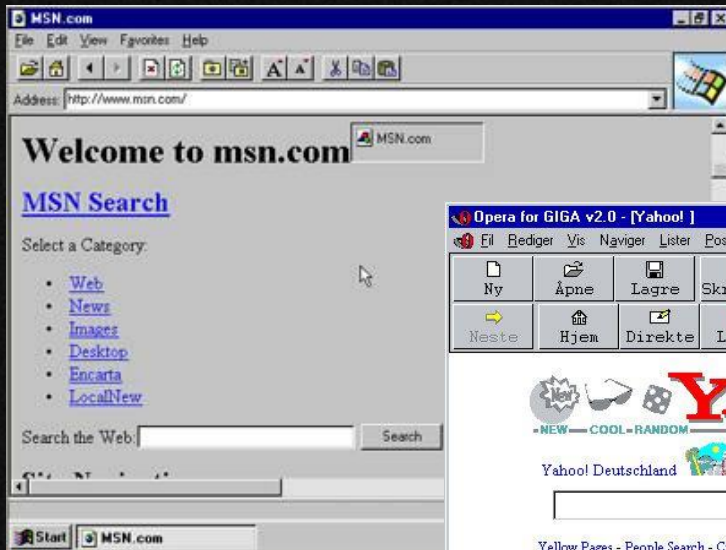 MSN.com
File Edit View Favorites Help
Address: http://www.msn.com/
Welcome to msn.com
MSN.com
MSN Search
Select a Category:
Web
News
Images
Desktop
Encarta
LocalNew
Search the Web: Search
Start MSN.com
Opera for GIGA v2.0 - [Yahoo! ]
Fil Rediger Vis Naviger Lister Pos
Ny Åpne Lagre Skr
Neste Hjem Direkte L
NEW COOL RANDOM
Yahoo! Deutschland
Yellow Pages - People Search - C